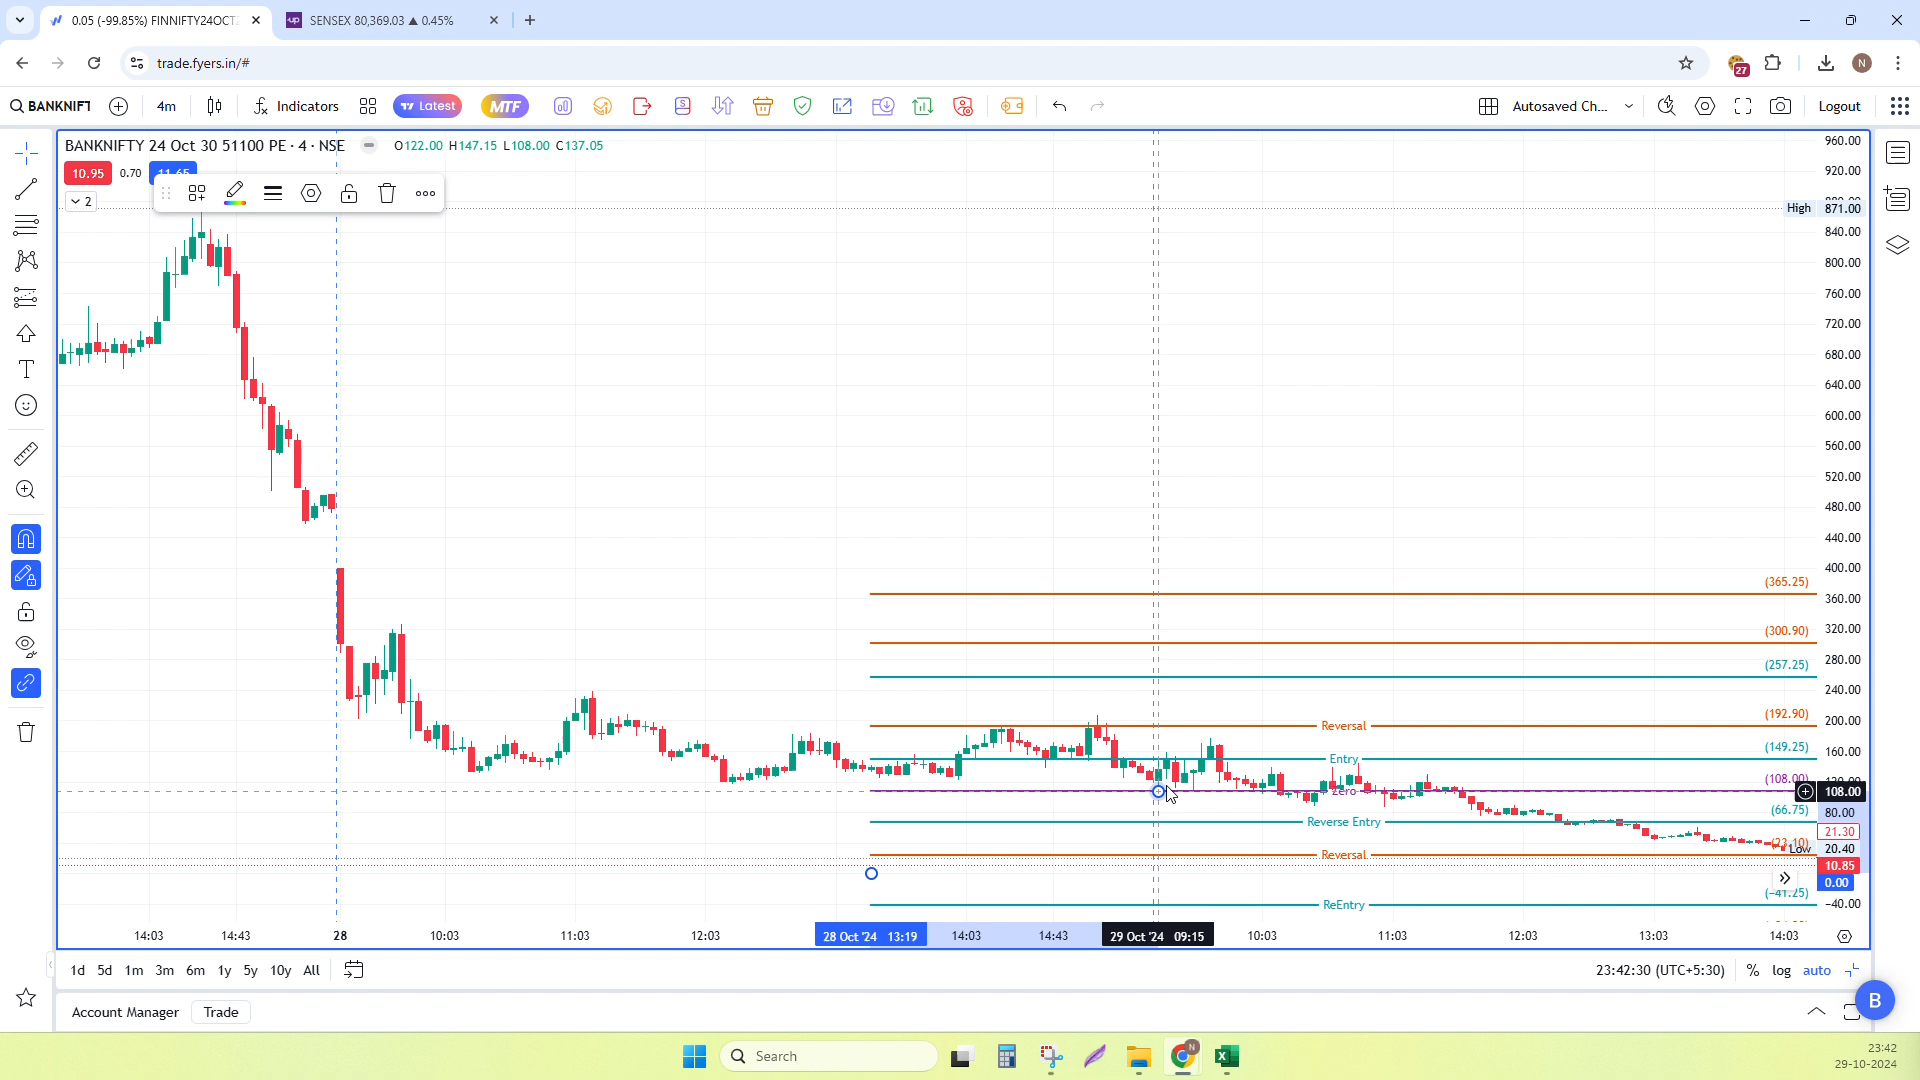 0.05 (-99.85%) FINNIFTY24OCT
SENSEX 80,369.03 ▲ 0.45%
trade.fyers.in/#
27
N
BANKNIFT
4m
Indicators
Latest
MTF
Autosaved Ch...
Logout
BANKNIFTY 24 Oct 30 51100 PE · 4 · NSE
O122.00 H147.15 L108.00 C137.05
10.95
0.70
11.65
2
960.00
920.00
High 871.00
840.00
800.00
760.00
720.00
680.00
640.00
600.00
560.00
520.00
480.00
440.00
400.00
360.00
320.00
280.00
240.00
200.00
160.00
120.00
108.00
80.00
21.30
Low 20.40
10.85
0.00
-40.00
(365.25)
(300.90)
(257.25)
(192.90)
Reversal
(149.25)
Entry
(108.00)
Zero
(66.75)
Reverse Entry
(23.10)
Reversal
(-41.25)
ReEntry
14:03
14:43
28
10:03
11:03
12:03
28 Oct '24 13:19
14:03
14:43
29 Oct '24 09:15
10:03
11:03
12:03
13:03
14:03
1d 5d 1m 3m 6m 1y 5y 10y All
23:42:30 (UTC+5:30)
%
log
auto
Account Manager
Trade
B
Search
N
23:42
29-10-2024